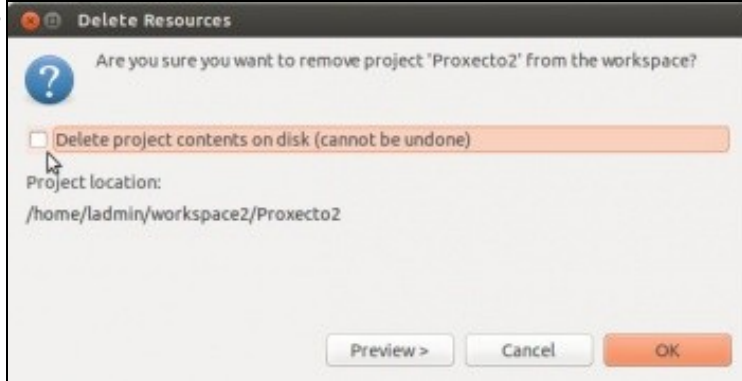 Delete Resources
Are you sure you want to remove project 'Proxecto2' from the workspace?
Delete project contents on disk (cannot be undone)
Project location:
/home/ladmin/workspace2/Proxecto2
Preview >
Cancel
OK